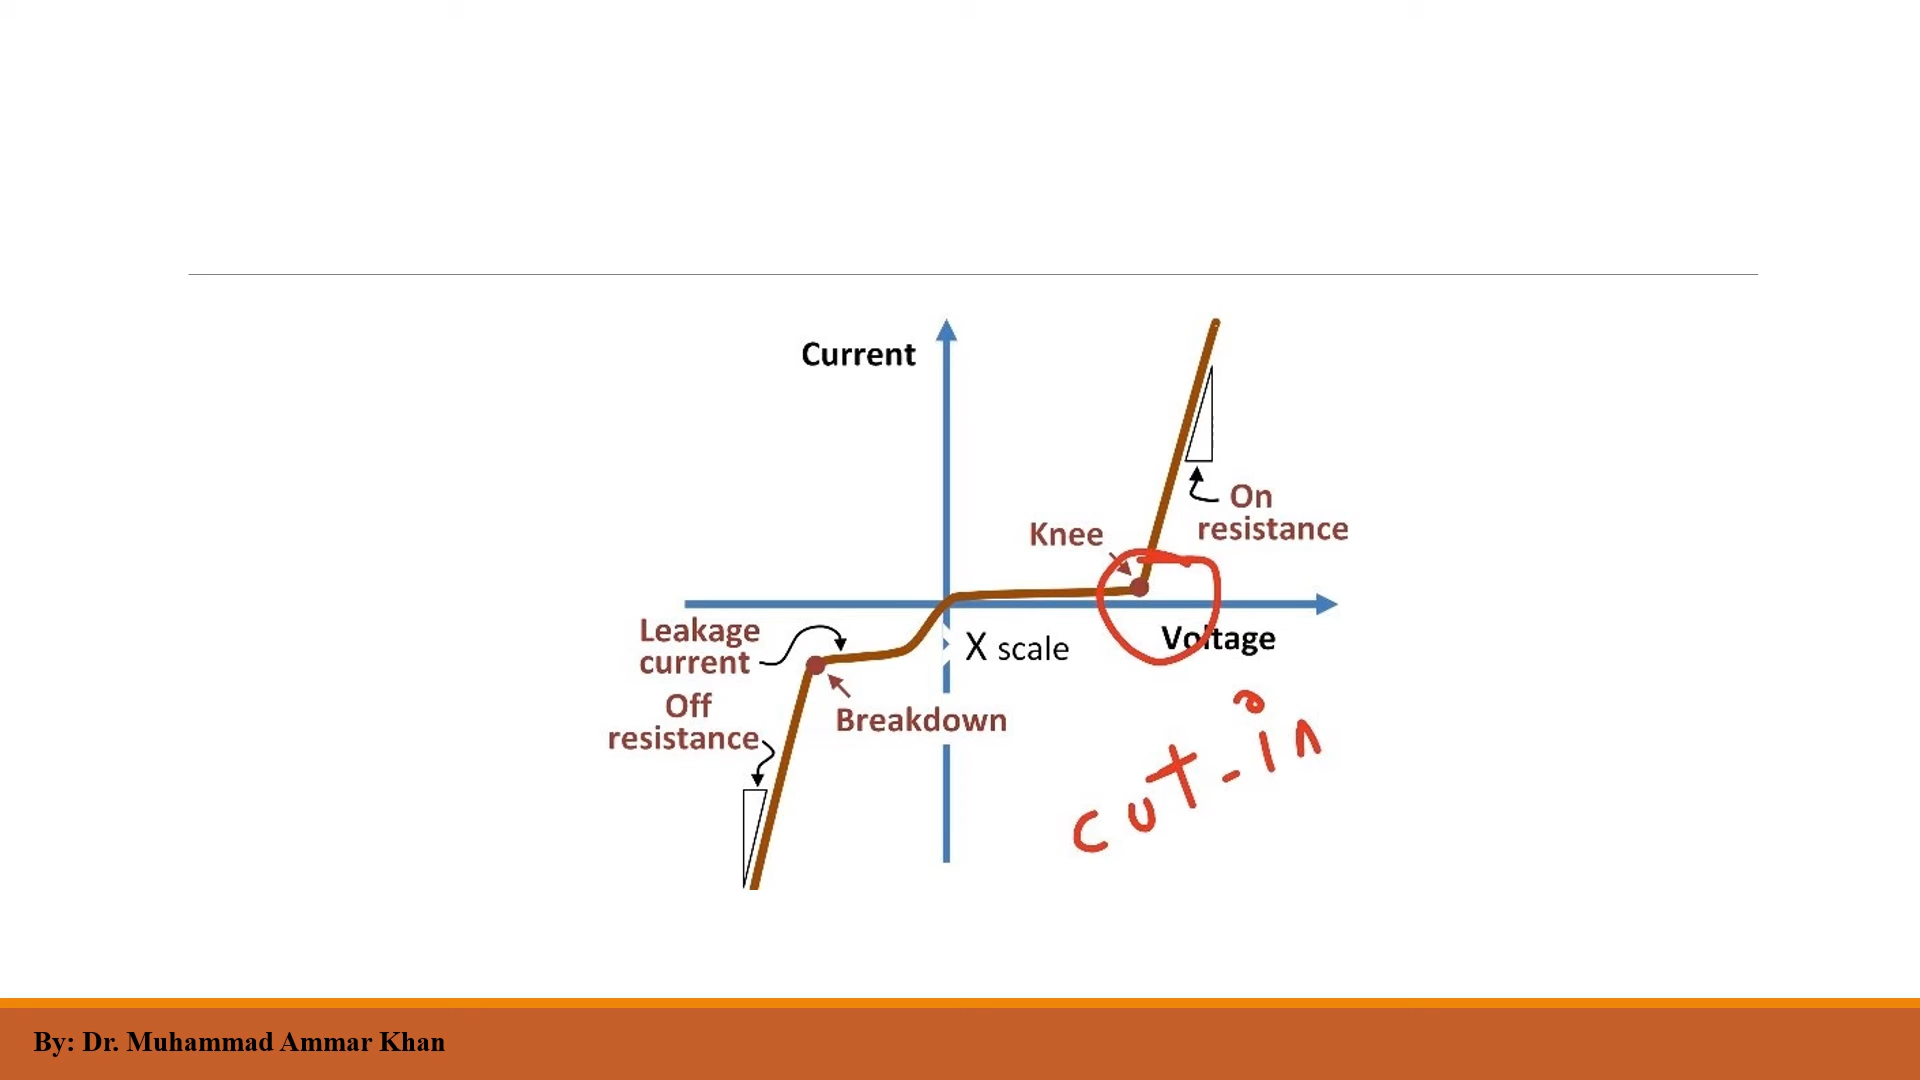 Current
On
resistance
Knee
Voltage
X scale
Leakage
current
Off
resistance
Breakdown
cut-in
By: Dr. Muhammad Ammar Khan